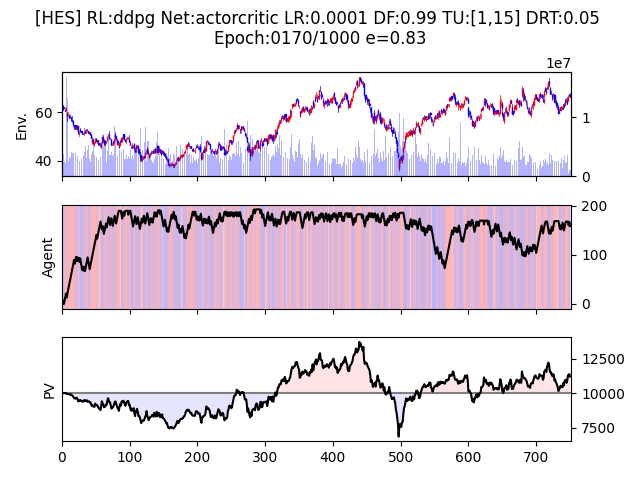 [HES] RL:ddpg Net:actorcritic LR:0.0001 DF:0.99 TU:[1,15] DRT:0.05
Epoch:0170/1000 e=0.83
1e7
Env.
60
40
1
0
Agent
200
100
0
PV
12500
10000
7500
0 100 200 300 400 500 600 700